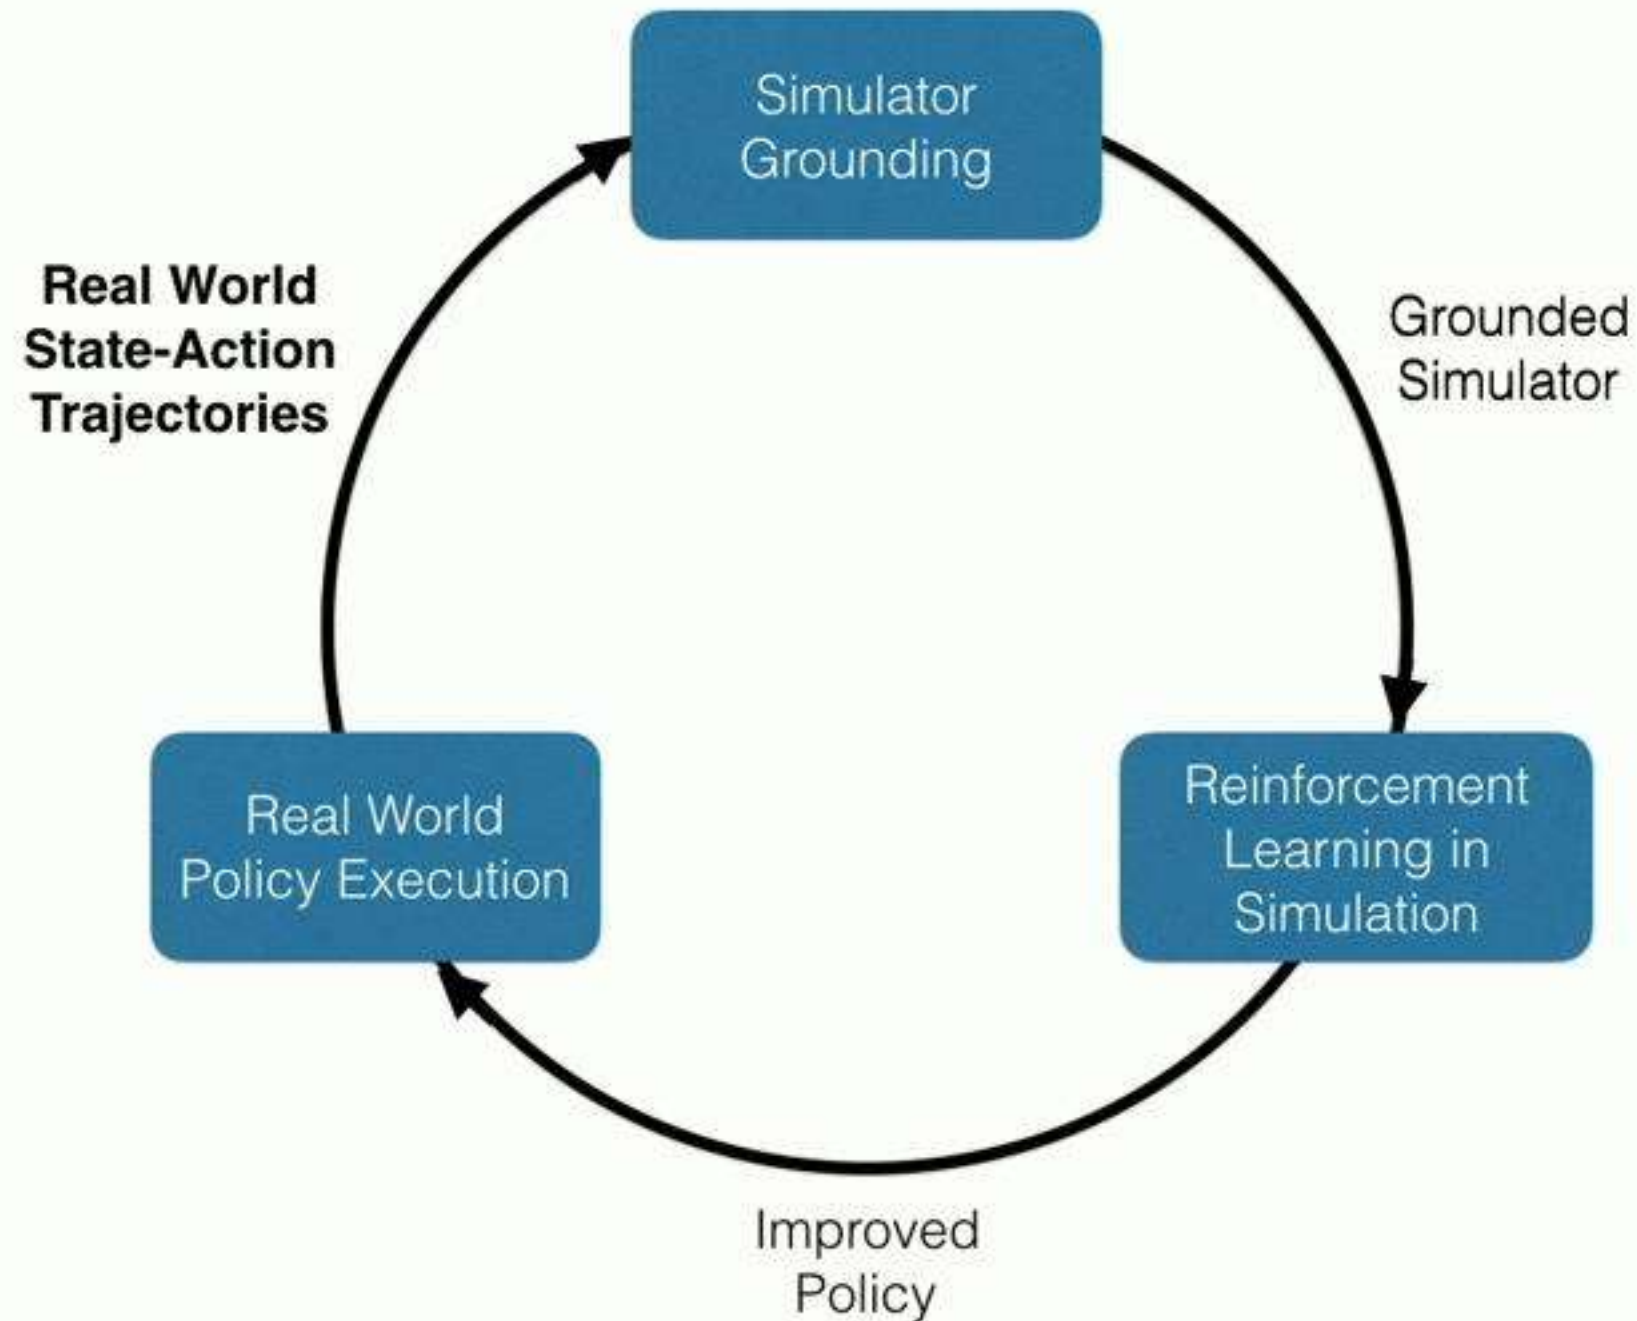 Simulator
Grounding
Real World
State-Action
Trajectories
Grounded
Simulator
Real World
Policy Execution
Reinforcement
Learning in
Simulation
Improved
Policy